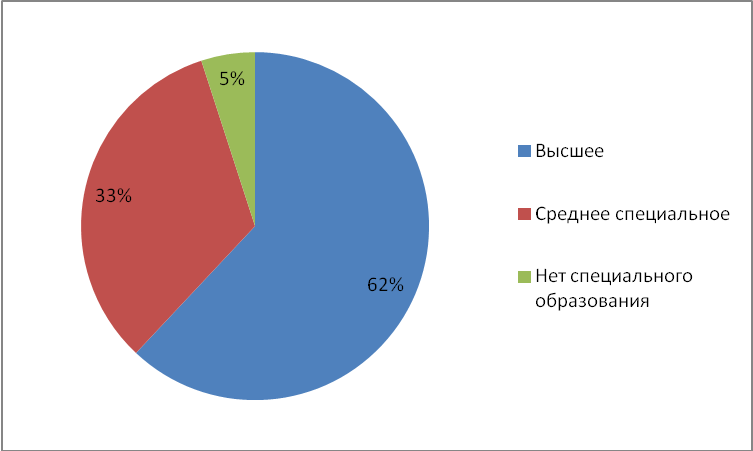 5%
33%
62%
Высшее
Среднее специальное
Нет специального
образования